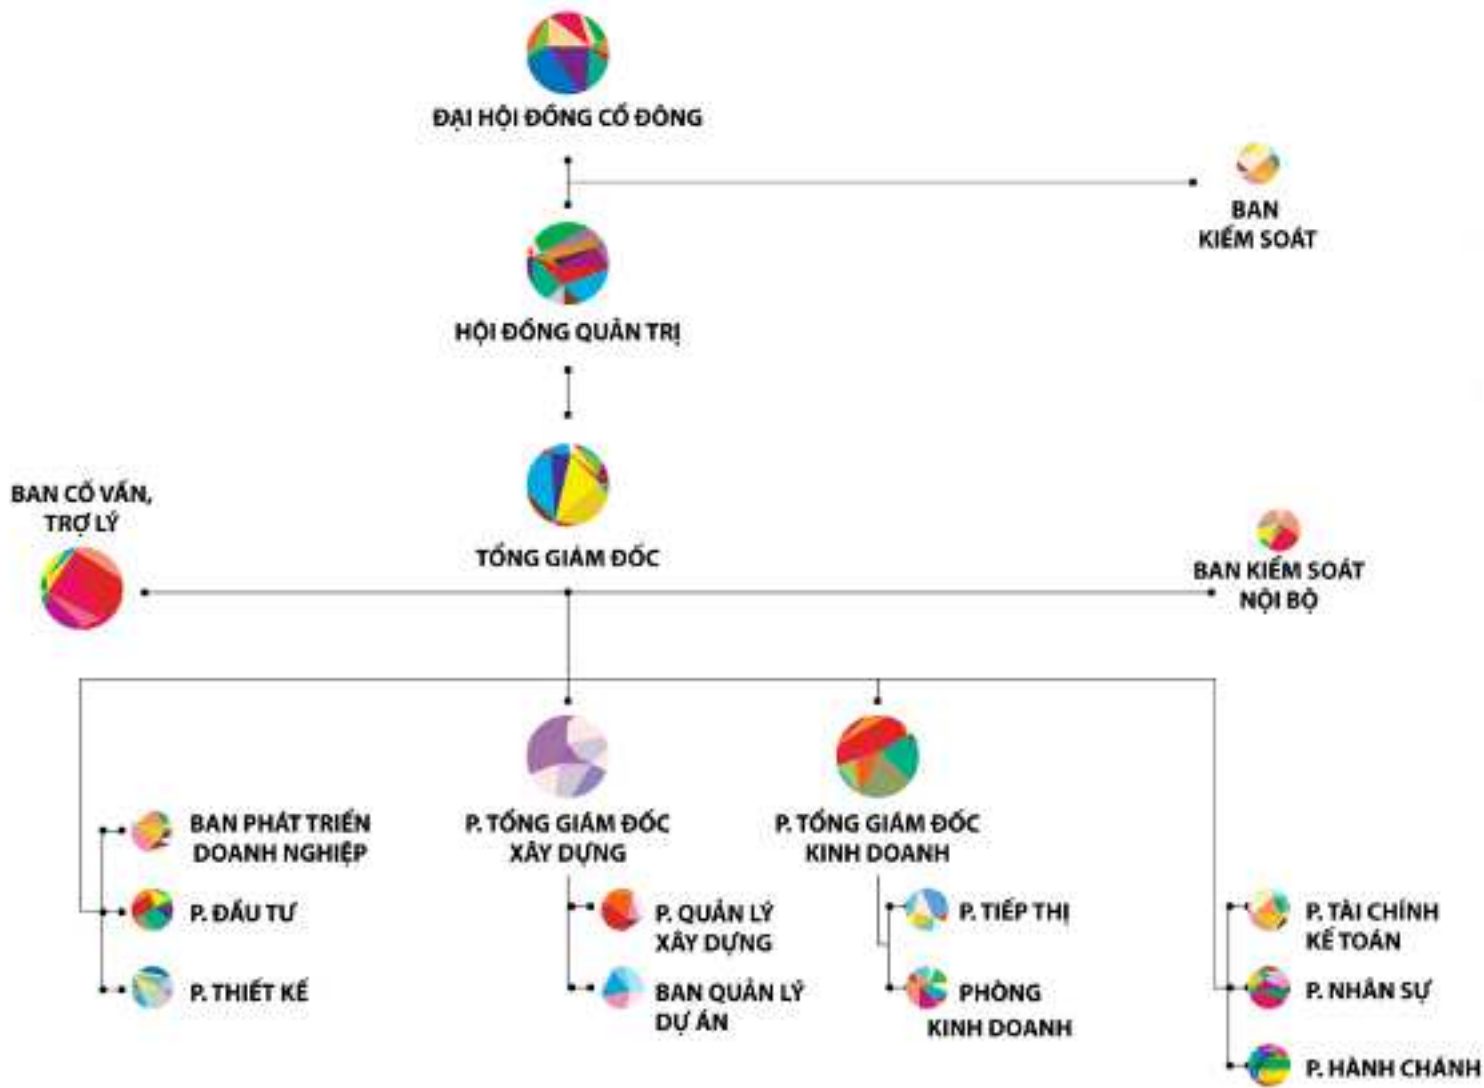 ĐẠI HỘI ĐỒNG CỔ ĐÔNG
BAN
KIỂM SOÁT
HỘI ĐỒNG QUẢN TRỊ
BAN CỐ VẤN,
TRỢ LÝ
TỔNG GIÁM ĐỐC
BAN KIỂM SOÁT
NỘI BỘ
BAN PHÁT TRIỂN
DOANH NGHIỆP
P. ĐẦU TƯ
P. THIẾT KẾ
P. TỔNG GIÁM ĐỐC
XÂY DỰNG
P. QUẢN LÝ
XÂY DỰNG
BAN QUẢN LÝ
DỰ ÁN
P. TỔNG GIÁM ĐỐC
KINH DOANH
P. TIẾP THỊ
PHÒNG
KINH DOANH
P. TÀI CHÍNH
KẾ TOÁN
P. NHÂN SỰ
P. HÀNH CHÁNH